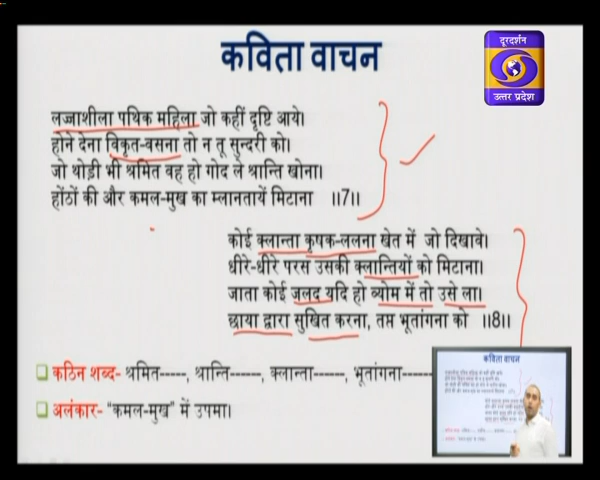 कविता वाचन
दूरदर्शन
उत्तर प्रदेश
लज्जाशीला पथिक महिला जो कहीं दृष्टि आये।
होने देना विकृत-वसना तो न तू सुन्दरी को।
जो थोड़ी भी श्रमित वह हो गोद ले श्रान्ति खोना।
होंठों की और कमल-मुख का म्लानतायें मिटाना ।।7।।
कोई क्लान्ता कृषक-ललना खेत में जो दिखावे।
धीरे-धीरे परस उसकी क्लान्तियों को मिटाना।
जाता कोई जलद यदि हो व्योम में तो उसे ला।
छाया द्वारा सुखित करना, तप्त भूतांगना को ।।8।।
कठिन शब्द- श्रमित-----, श्रान्ति-----, क्लान्ता-----, भूतांगना-----
अलंकार- "कमल-मुख" में उपमा।
कविता वाचन